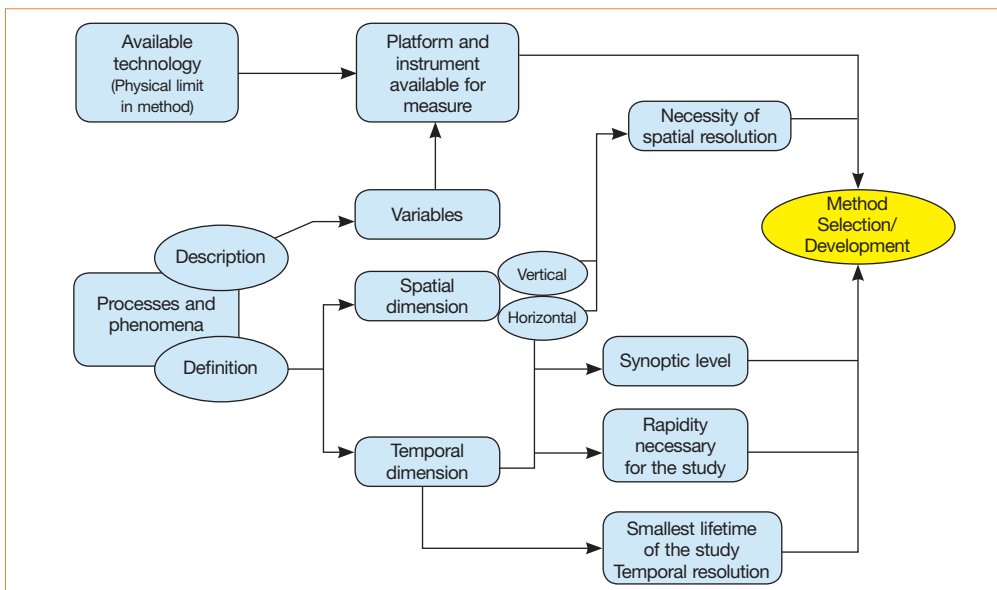 Available
technology
(Physical limit
in method)
Platform and
instrument
available for
measure
Necessity of
spatial resolution
Variables
Method
Selection/
Development
Description
Processes and
phenomena
Definition
Spatial
dimension
Vertical
Horizontal
Synoptic level
Temporal
dimension
Rapidity
necessary
for the study
Smallest lifetime
of the study
Temporal resolution